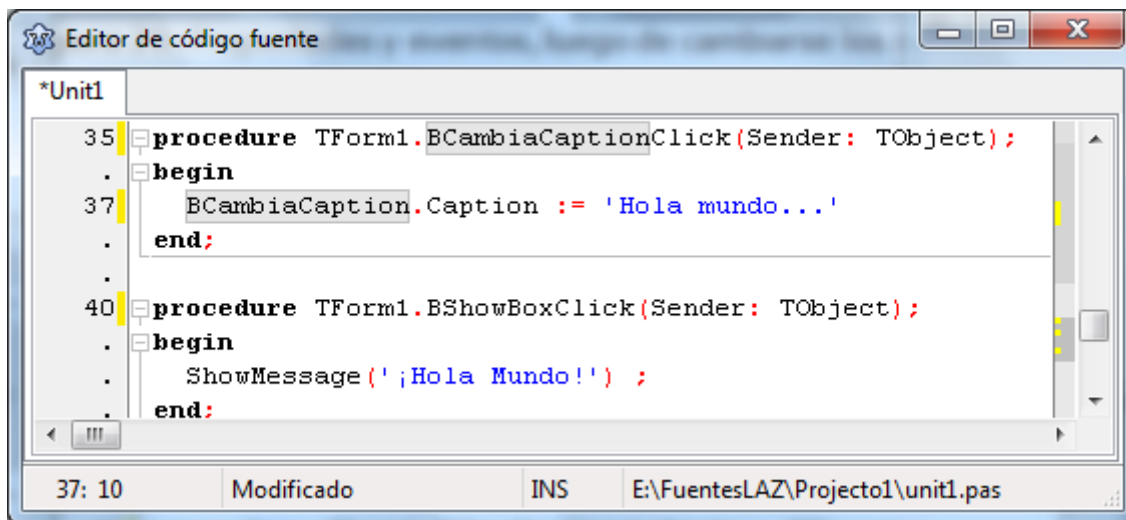 Editor de código fuente
*Unit1
35 procedure TForm1.BCambiaCaptionClick(Sender: TObject);
. begin
37 BCambiaCaption.Caption := 'Hola mundo...'
. end;
.
40 procedure TForm1.BShowBoxClick(Sender: TObject);
. begin
. ShowMessage('¡Hola Mundo!') ;
. end;
37: 10 Modificado INS E:\FuentesLAZ\Projecto1\unit1.pas